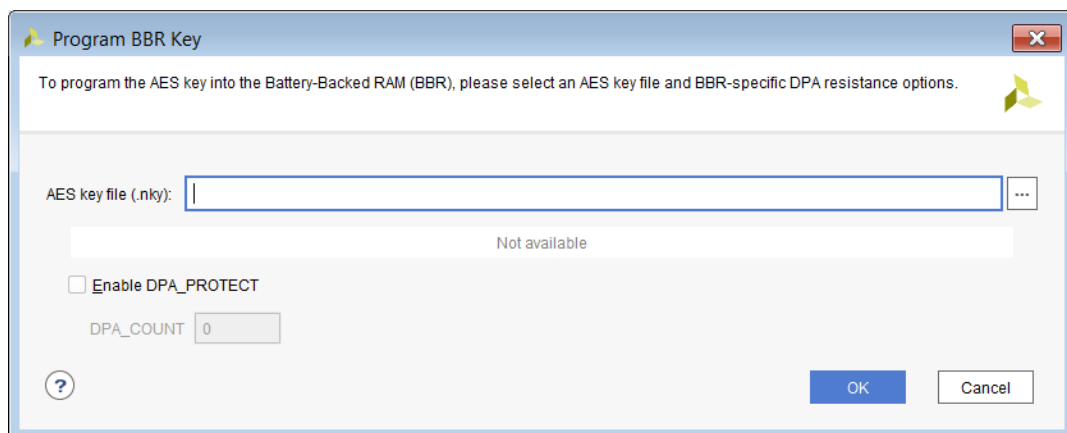 Program BBR Key
To program the AES key into the Battery-Backed RAM (BBR), please select an AES key file and BBR-specific DPA resistance options.
AES key file (.nky):
...
Not available
Enable DPA_PROTECT
DPA_COUNT 0
?
OK Cancel